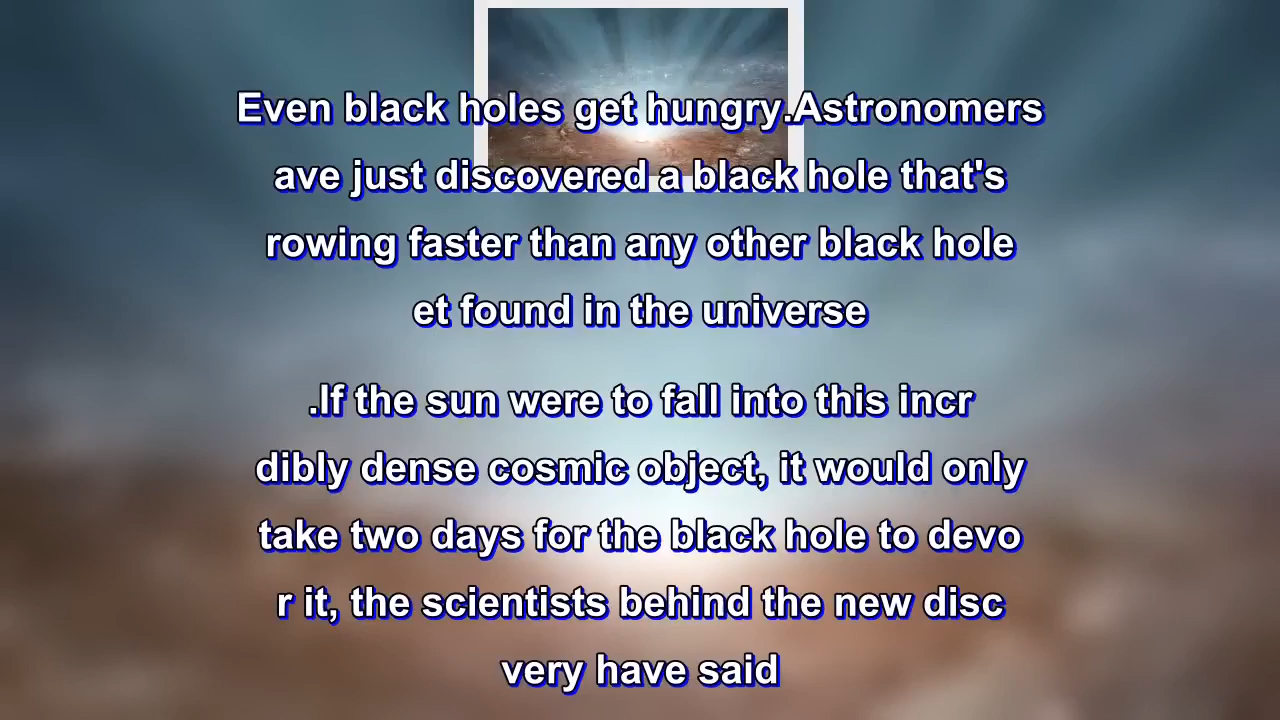 Even black holes get hungry.Astronomers
ave just discovered a black hole that's
rowing faster than any other black hole
et found in the universe
.If the sun were to fall into this incr
dibly dense cosmic object, it would only
take two days for the black hole to devo
r it, the scientists behind the new disc
very have said